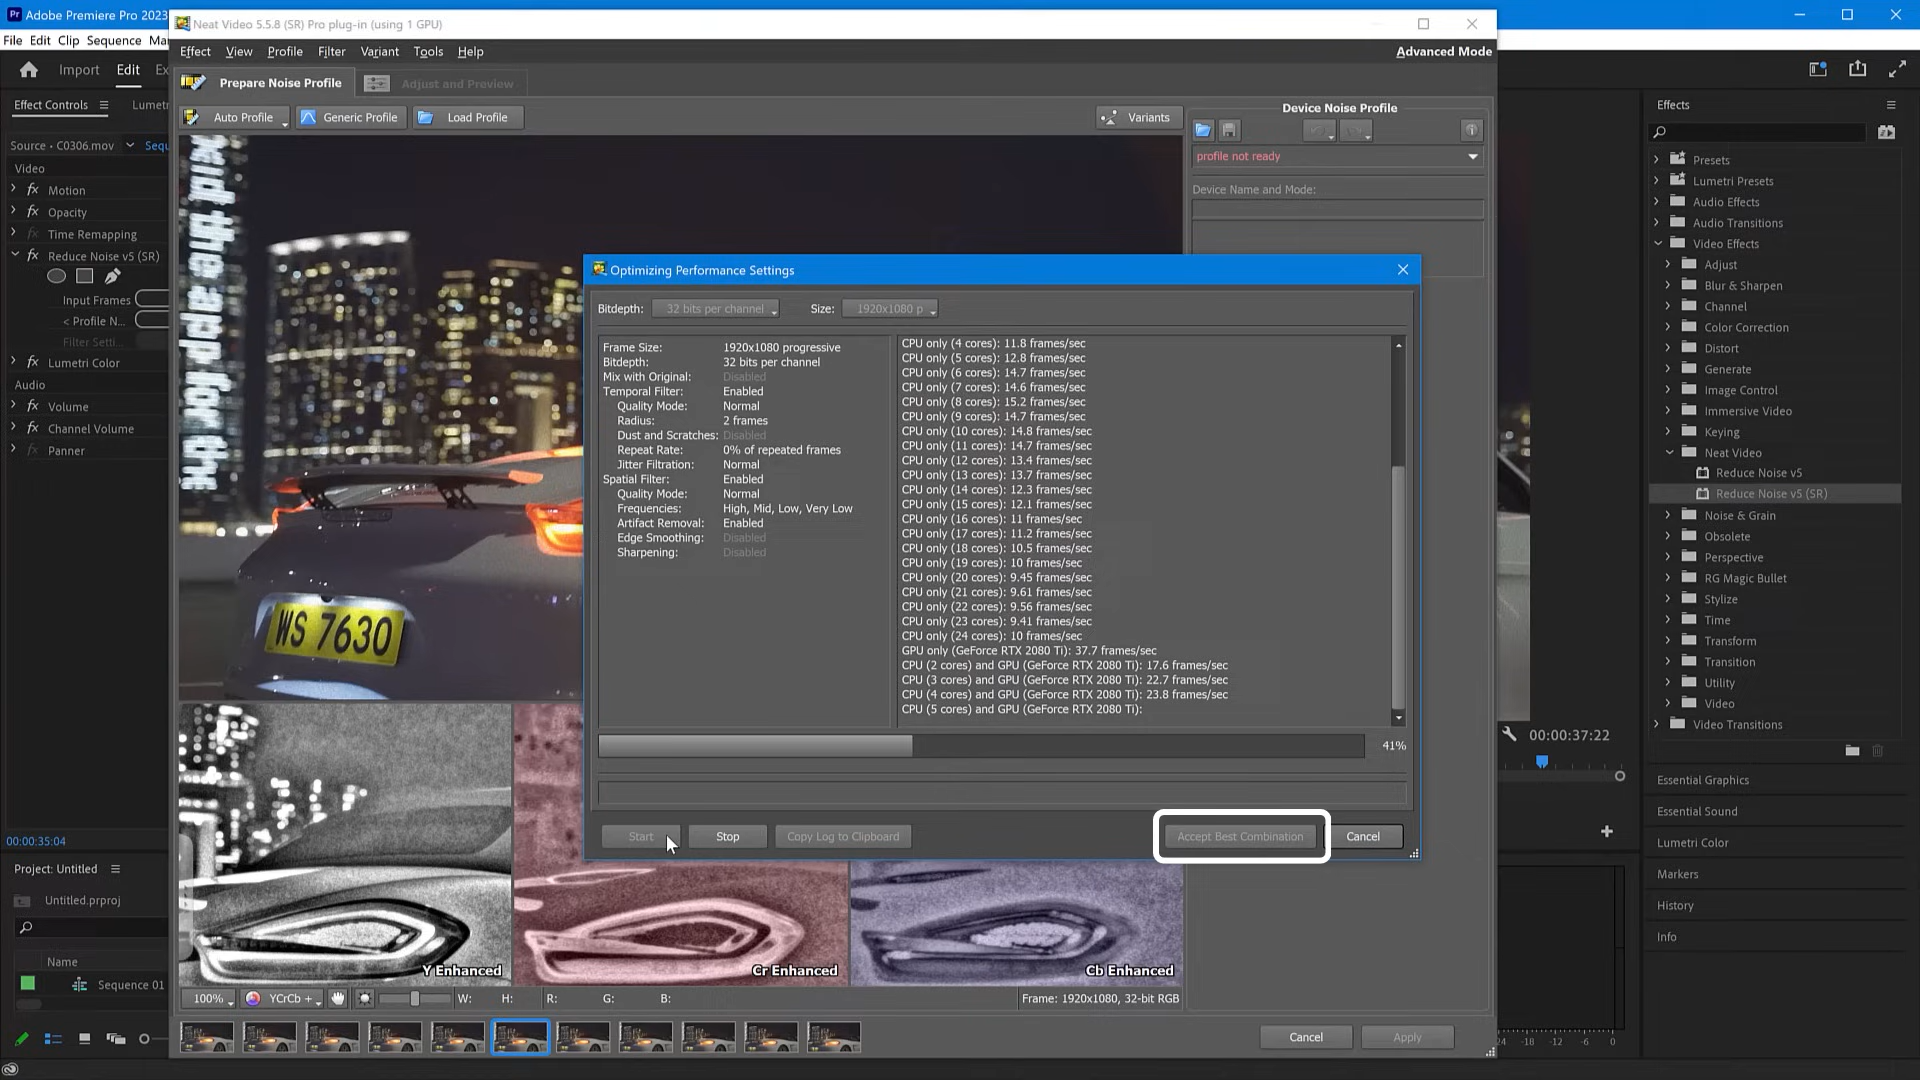 Adobe Premiere Pro 2023
Neat Video 5.5.8 (SR) Pro plug-in (using 1 GPU)
File Edit Clip Sequence
Effect View Profile Filter Variant Tools Help
Advanced Mode
Import Edit
Prepare Noise Profile
Adjust and Preview
Effect Controls
Auto Profile
Generic Profile
Load Profile
Variants
Device Noise Profile
profile not ready
Device Name and Mode:
Source • C0306.mov
Video
fx Motion
fx Opacity
fx Time Remapping
fx Reduce Noise v5 (SR)
Input Frames
< Profile N...
Filter Setti...
fx Lumetri Color
Audio
fx Volume
fx Channel Volume
fx Panner
00:00:35:04
Project: Untitled
Untitled.prproj
Name
Sequence 01
WS 7630
Optimizing Performance Settings
Bitdepth: 32 bits per channel
Size: 1920x1080 p
Frame Size: 1920x1080 progressive
Bitdepth: 32 bits per channel
Mix with Original: Disabled
Temporal Filter: Enabled
Quality Mode: Normal
Radius: 2 frames
Dust and Scratches: Disabled
Repeat Rate: 0% of repeated frames
Jitter Filtration: Normal
Spatial Filter: Enabled
Quality Mode: Normal
Frequencies: High, Mid, Low, Very Low
Artifact Removal: Enabled
Edge Smoothing: Disabled
Sharpening: Disabled
CPU only (4 cores): 11.8 frames/sec
CPU only (5 cores): 12.8 frames/sec
CPU only (6 cores): 14.7 frames/sec
CPU only (7 cores): 14.6 frames/sec
CPU only (8 cores): 15.2 frames/sec
CPU only (9 cores): 14.7 frames/sec
CPU only (10 cores): 14.8 frames/sec
CPU only (11 cores): 14.7 frames/sec
CPU only (12 cores): 13.4 frames/sec
CPU only (13 cores): 13.7 frames/sec
CPU only (14 cores): 12.3 frames/sec
CPU only (15 cores): 12.1 frames/sec
CPU only (16 cores): 11 frames/sec
CPU only (17 cores): 11.2 frames/sec
CPU only (18 cores): 10.5 frames/sec
CPU only (19 cores): 10 frames/sec
CPU only (20 cores): 9.45 frames/sec
CPU only (21 cores): 9.61 frames/sec
CPU only (22 cores): 9.56 frames/sec
CPU only (23 cores): 9.41 frames/sec
CPU only (24 cores): 10 frames/sec
GPU only (GeForce RTX 2080 Ti): 37.7 frames/sec
CPU (2 cores) and GPU (GeForce RTX 2080 Ti): 17.6 frames/sec
CPU (3 cores) and GPU (GeForce RTX 2080 Ti): 22.7 frames/sec
CPU (4 cores) and GPU (GeForce RTX 2080 Ti): 23.8 frames/sec
CPU (5 cores) and GPU (GeForce RTX 2080 Ti):
41%
Start
Stop
Copy Log to Clipboard
Accept Best Combination
Cancel
Y Enhanced
Cr Enhanced
Cb Enhanced
100%
YCrCb +
W: H: R: G: B:
Frame: 1920x1080, 32-bit RGB
Cancel
Apply
Effects
Presets
Lumetri Presets
Audio Effects
Audio Transitions
Video Effects
Adjust
Blur & Sharpen
Channel
Color Correction
Distort
Generate
Image Control
Immersive Video
Keying
Neat Video
Reduce Noise v5
Reduce Noise v5 (SR)
Noise & Grain
Obsolete
Perspective
RG Magic Bullet
Stylize
Time
Transform
Transition
Utility
Video
Video Transitions
00:00:37:22
Essential Graphics
Essential Sound
Lumetri Color
Markers
History
Info
-18 -12 -6 0